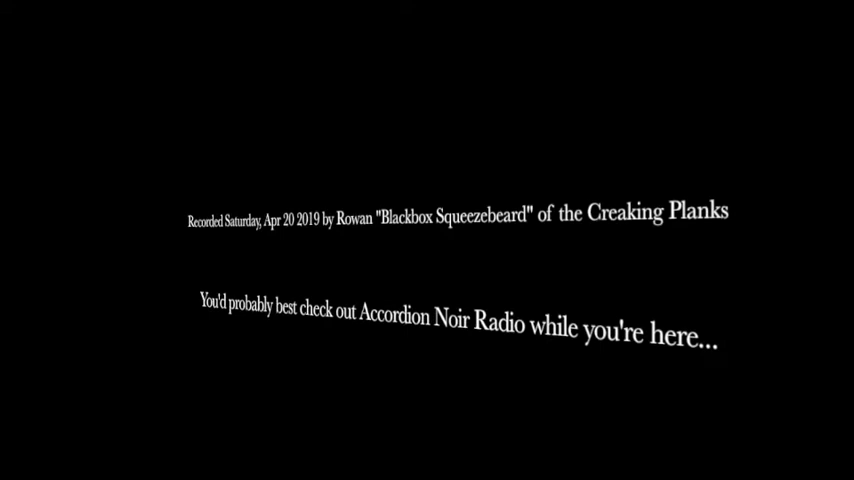 Recorded Saturday, Apr 20 2019 by Rowan "Blackbox Squeezebeard" of the Creaking Planks
You'd probably best check out Accordion Noir Radio while you're here...